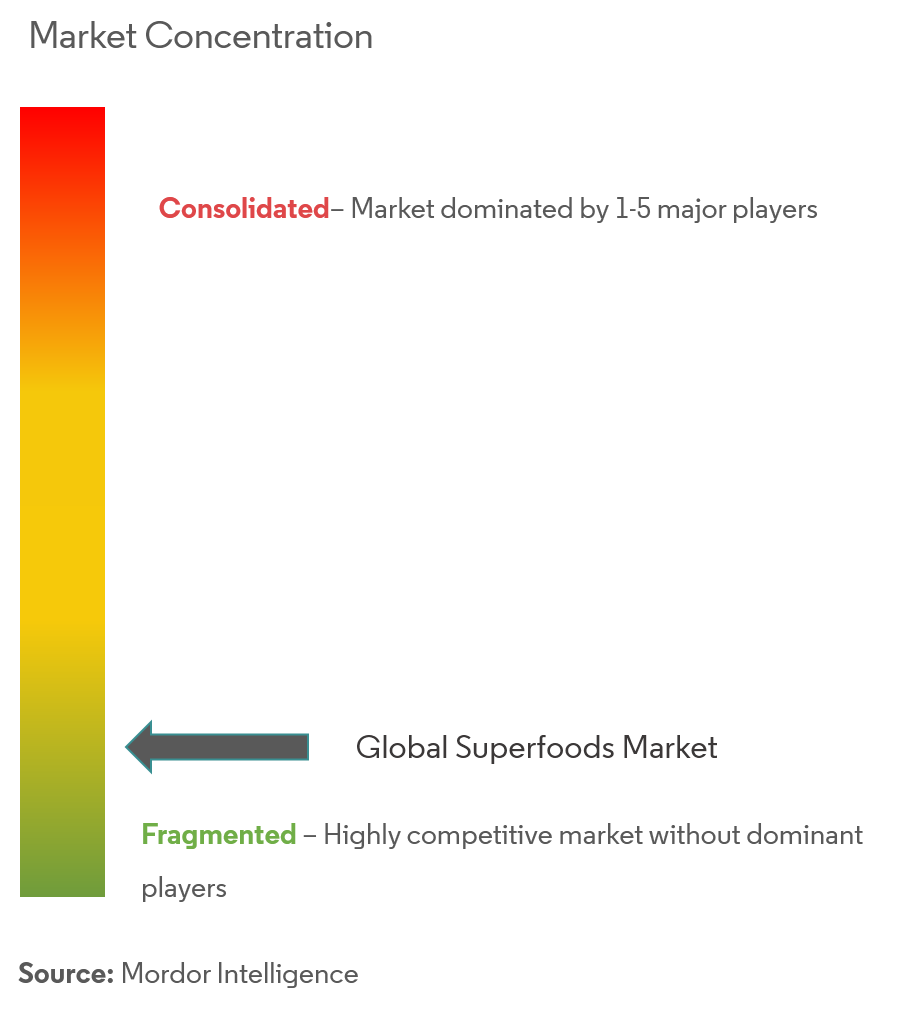 Market Concentration
Consolidated– Market dominated by 1-5 major players
Global Superfoods Market
Fragmented – Highly competitive market without dominant
players
Source: Mordor Intelligence